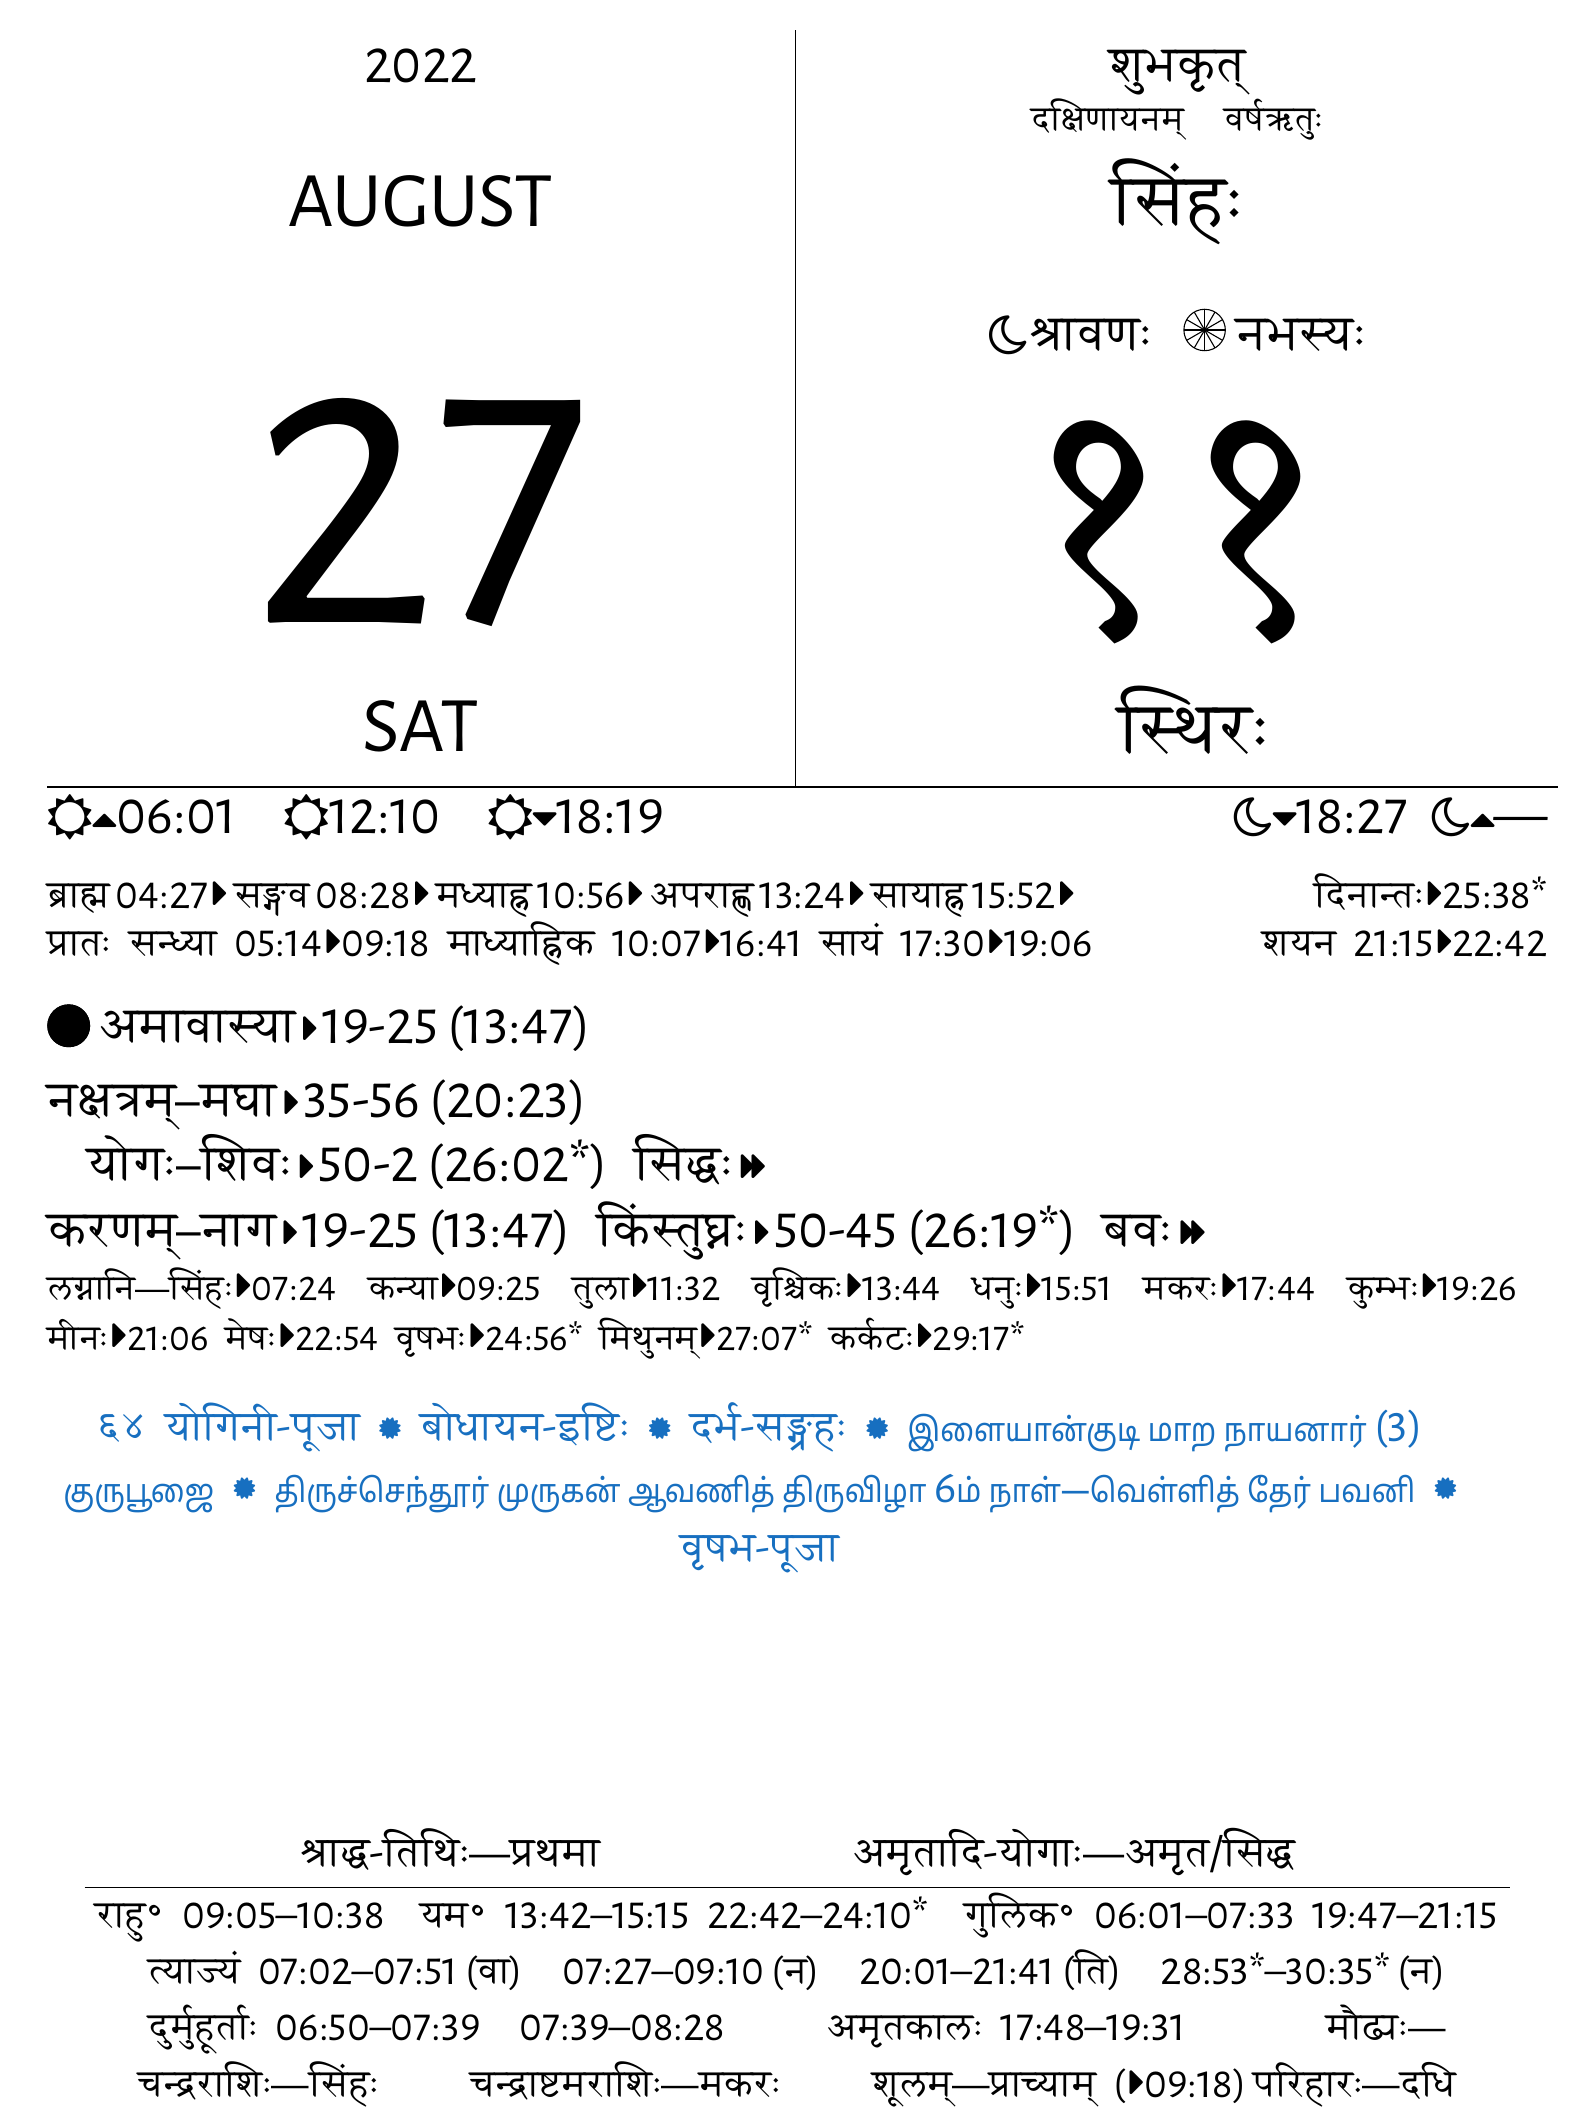 2022
AUGUST
27
SAT
शुभकृत्
दक्षिणायनम् वर्षऋतुः
सिंहः
श्रावणः नभस्यः
११
स्थिरः
06:01 12:10 18:19 18:27 —
ब्राह्म 04:27 सङ्गव 08:28 मध्याह्न 10:56 अपराह्ण 13:24 सायाह्न 15:52 दिनान्तः 25:38*
प्रातः सन्ध्या 05:14 09:18 माध्याह्निक 10:07 16:41 सायं 17:30 19:06 शयन 21:15 22:42
अमावास्या 19-25 (13:47)
नक्षत्रम्–मघा 35-56 (20:23)
योगः–शिवः 50-2 (26:02*) सिद्धः
करणम्–नाग 19-25 (13:47) किंस्तुघ्नः 50-45 (26:19*) बवः
लग्नानि—सिंहः 07:24 कन्या 09:25 तुला 11:32 वृश्चिकः 13:44 धनुः 15:51 मकरः 17:44 कुम्भः 19:26
मीनः 21:06 मेषः 22:54 वृषभः 24:56* मिथुनम् 27:07* कर्कटः 29:17*
६४ योगिनी-पूजा ✹ बोधायन-इष्टिः ✹ दर्भ-सङ्ग्रहः ✹ இளையான்குடி மாற நாயனார் (3)
குருபூஜை ✹ திருச்செந்தூர் முருகன் ஆவணித் திருவிழா 6ம் நாள்—வெள்ளித் தேர் பவனி ✹
वृषभ-पूजा
श्राद्ध-तिथिः—प्रथमा अमृतादि-योगाः—अमृत/सिद्ध
राहु° 09:05–10:38 यम° 13:42–15:15 22:42–24:10* गुलिक° 06:01–07:33 19:47–21:15
त्याज्यं 07:02–07:51 (वा) 07:27–09:10 (न) 20:01–21:41 (ति) 28:53*–30:35* (न)
दुर्मुहूर्ताः 06:50–07:39 07:39–08:28 अमृतकालः 17:48–19:31 मौढ्यः—
चन्द्रराशिः—सिंहः चन्द्राष्टमराशिः—मकरः शूलम्—प्राच्याम् (09:18) परिहारः—दधि